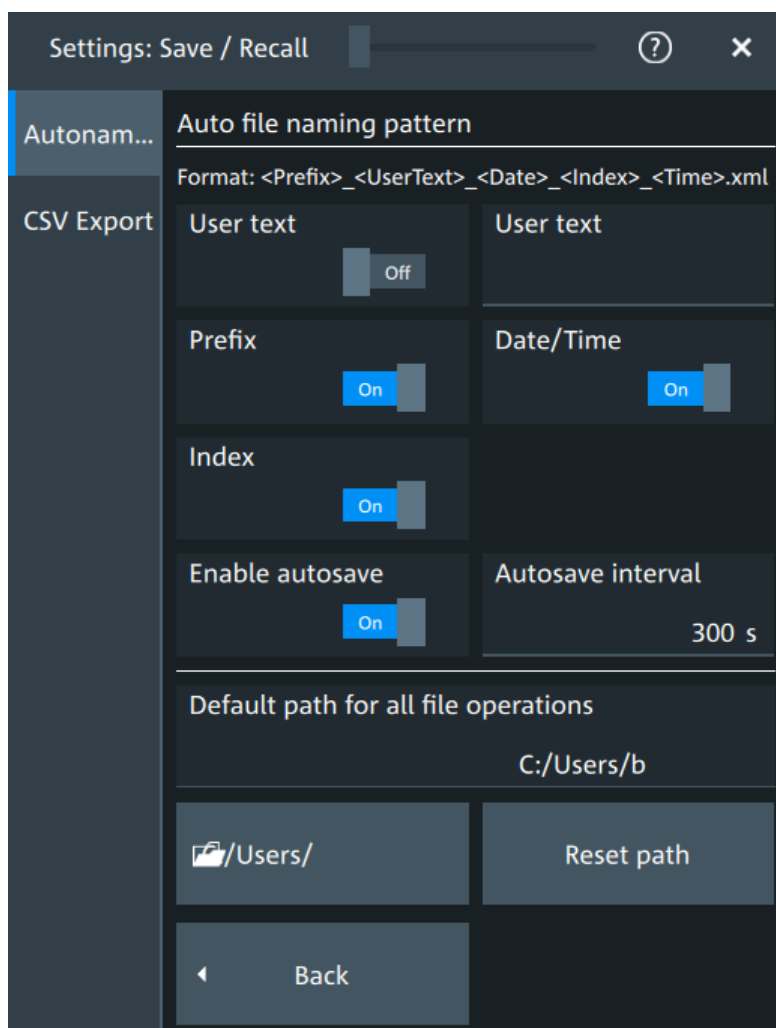 Settings: Save / Recall
Autonam...
Auto file naming pattern
Format: <Prefix>_<UserText>_<Date>_<Index>_<Time>.xml
CSV Export
User text
Off
User text
Prefix
On
Date/Time
On
Index
On
Enable autosave
On
Autosave interval
300 s
Default path for all file operations
C:/Users/b
/Users/
Reset path
Back